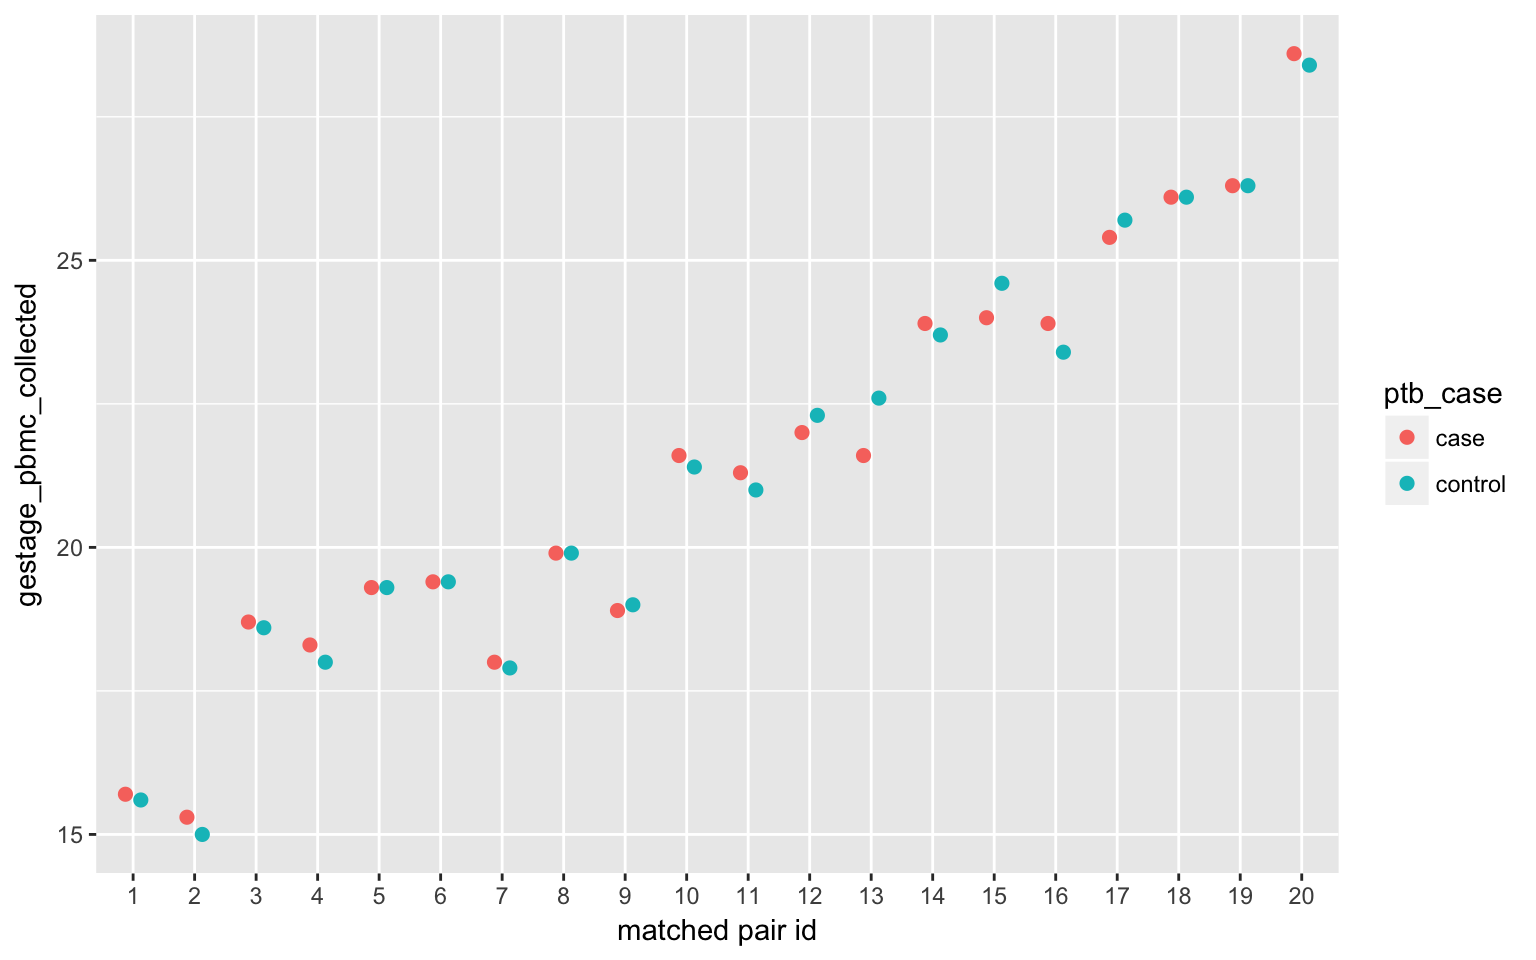 gestage_pbmc_collected
25
20
15
1 2 3 4 5 6 7 8 9 10 11 12 13 14 15 16 17 18 19 20
matched pair id
ptb_case
case
control